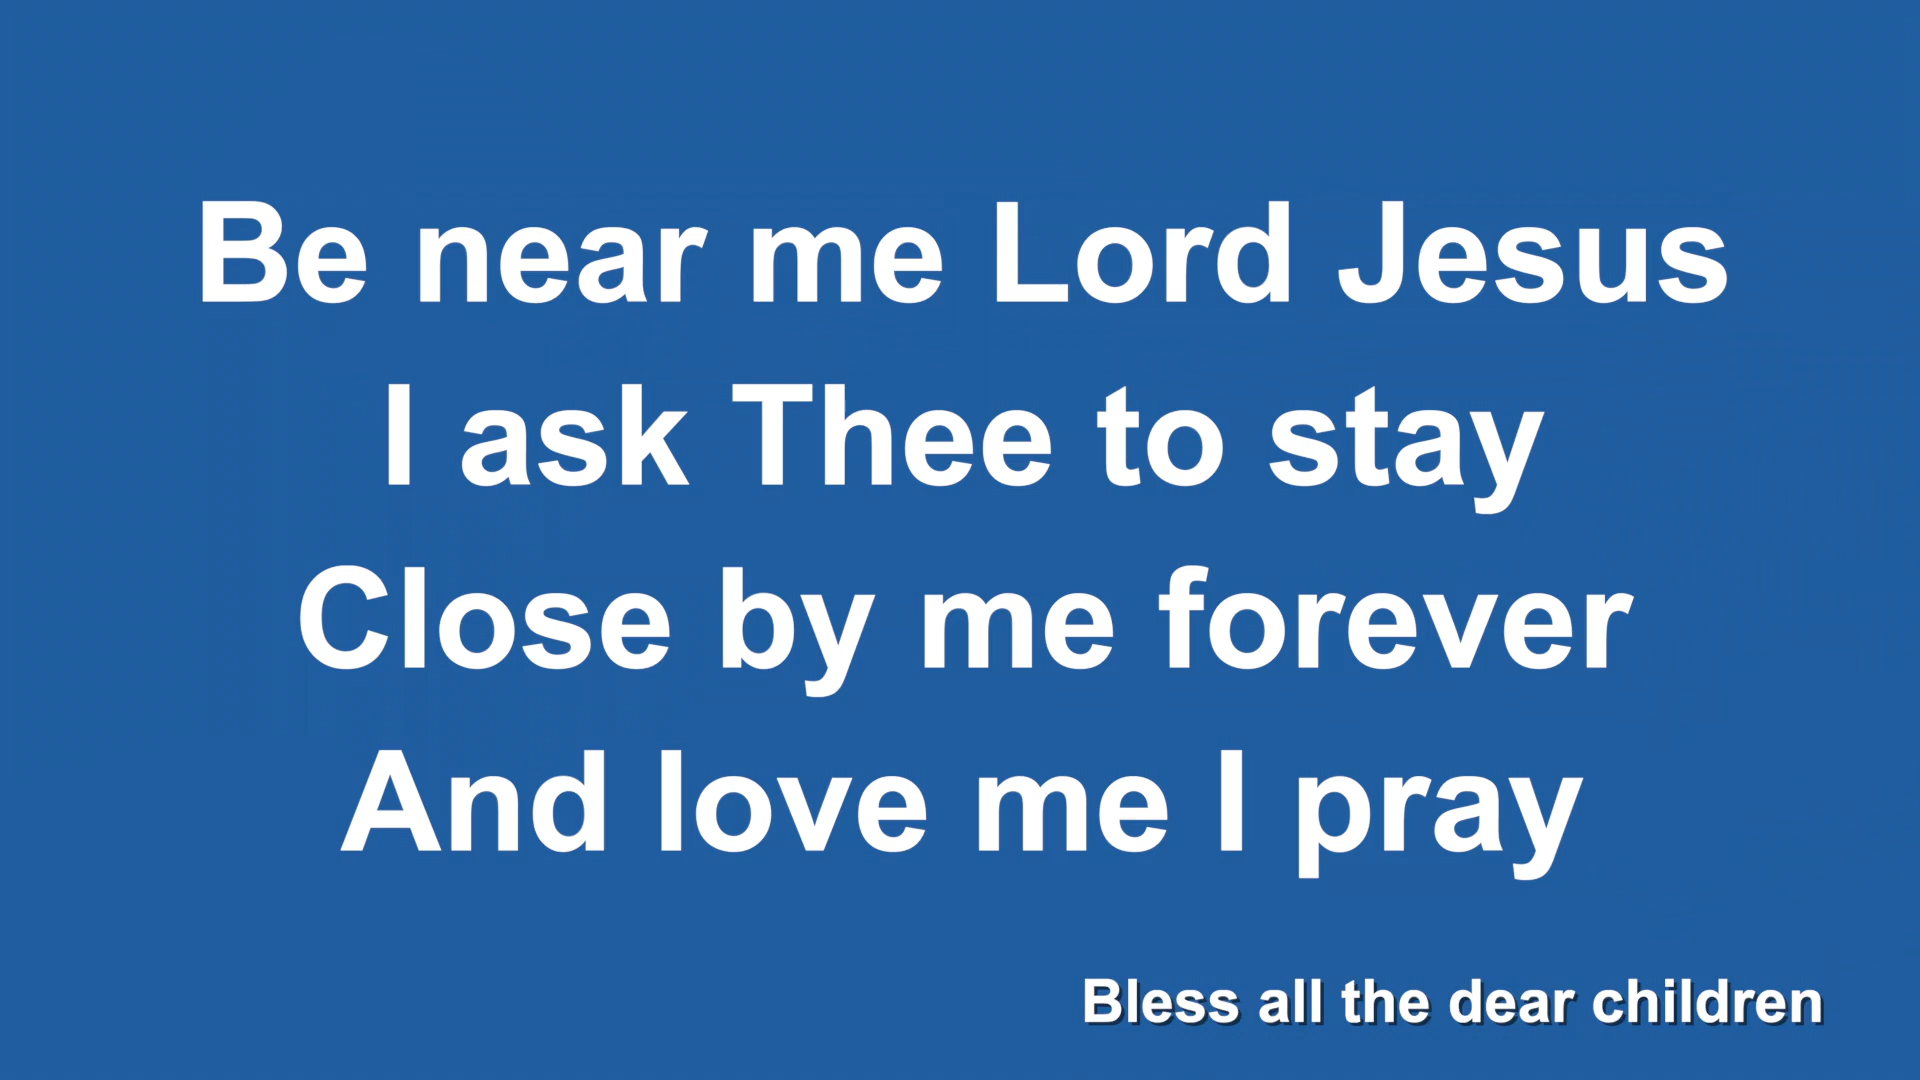 Be near me Lord Jesus
I ask Thee to stay
Close by me forever
And love me I pray
Bless all the dear children